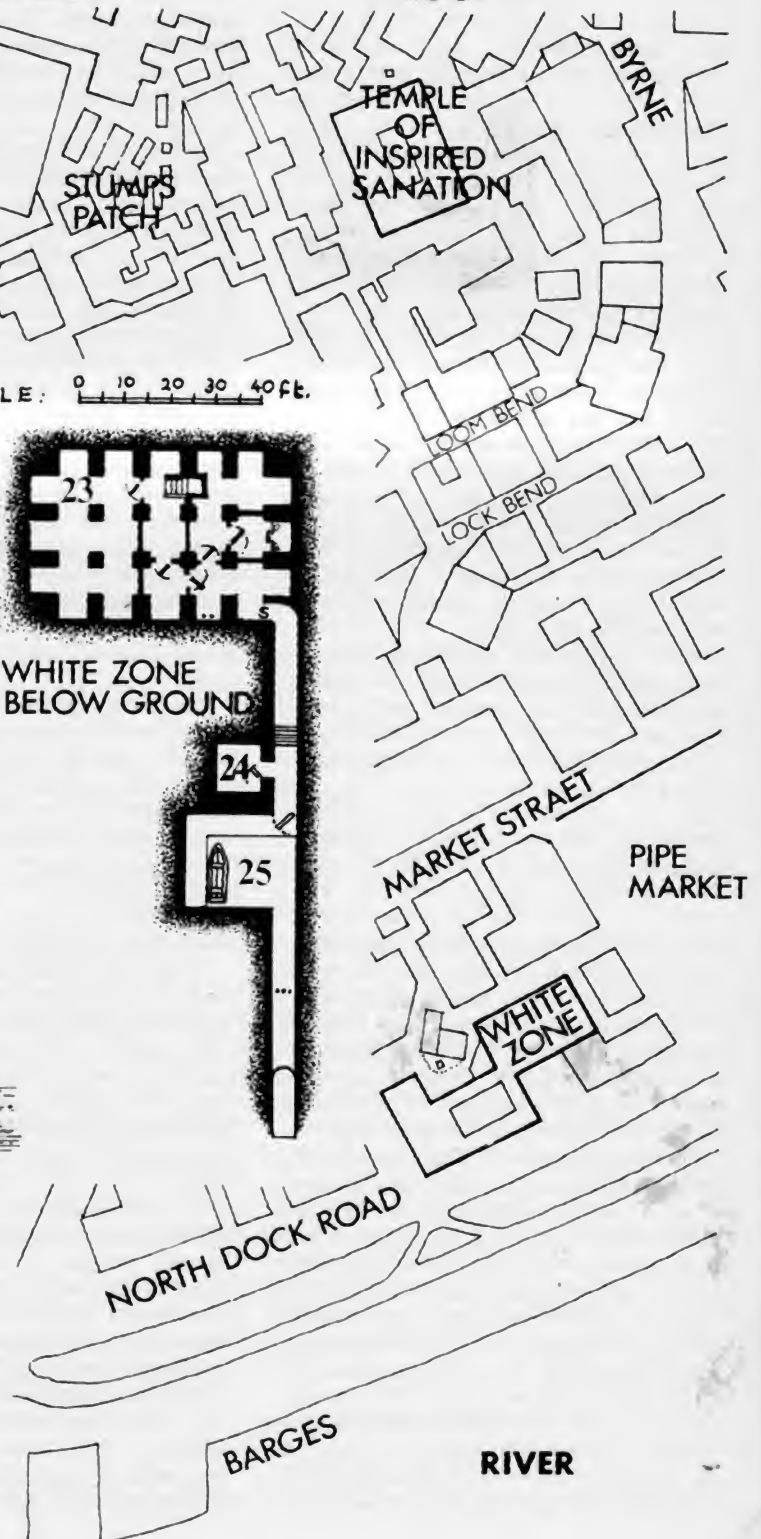 BYRNE
TEMPLE
OF
INSPIRED
SANATION
STUMPS
PATCH
LE: 0 10 20 30 40 Ft.
LOOM BEND
LOCK BEND
23
S
WHITE ZONE
BELOW GROUND
24
25
MARKET STRAET
PIPE
MARKET
WHITE
ZONE
NORTH DOCK ROAD
BARGES
RIVER